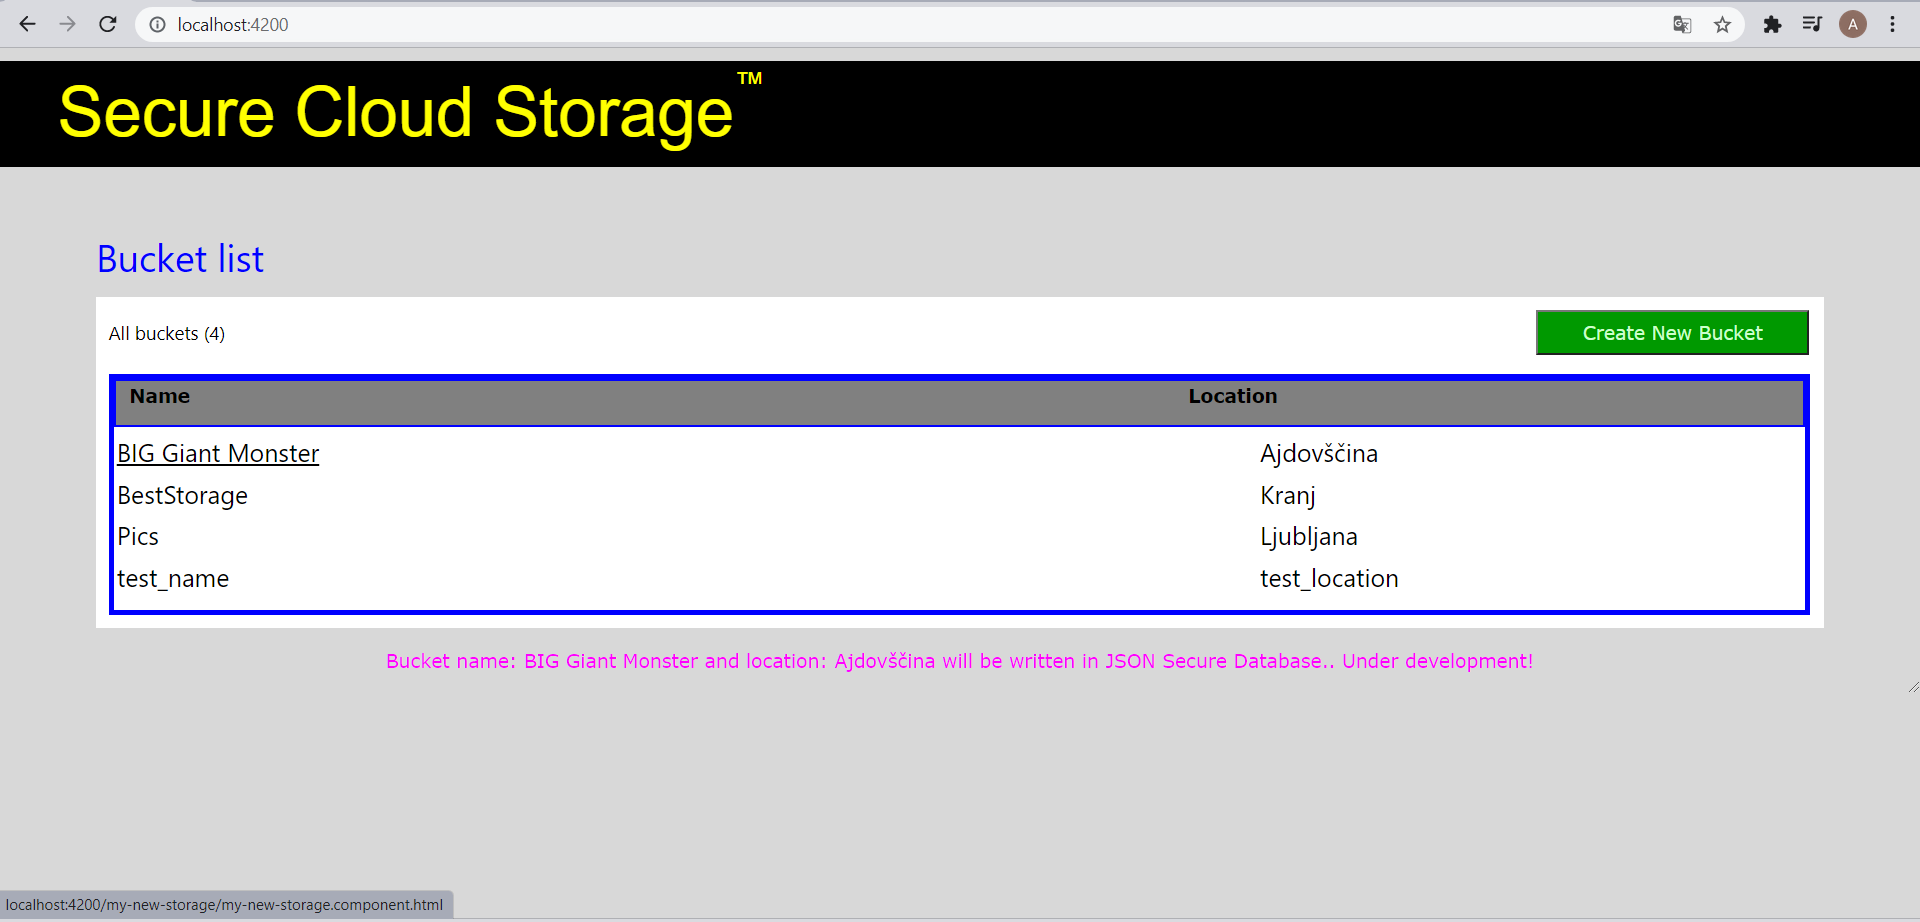 localhost:4200
A
Secure Cloud Storage™
Bucket list
All buckets (4)
Create New Bucket
Name Location
BIG Giant Monster Ajdovščina
BestStorage Kranj
Pics Ljubljana
test_name test_location
Bucket name: BIG Giant Monster and location: Ajdovščina will be written in JSON Secure Database.. Under development!
localhost:4200/my-new-storage/my-new-storage.component.html